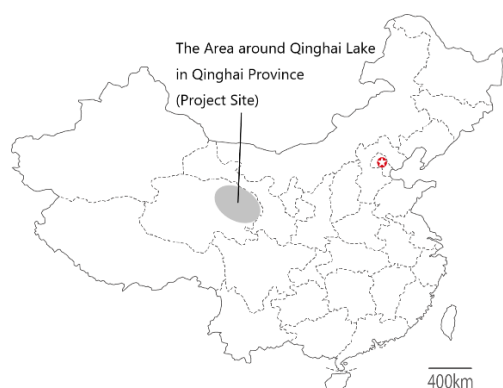 The Area around Qinghai Lake
in Qinghai Province
(Project Site)
400km